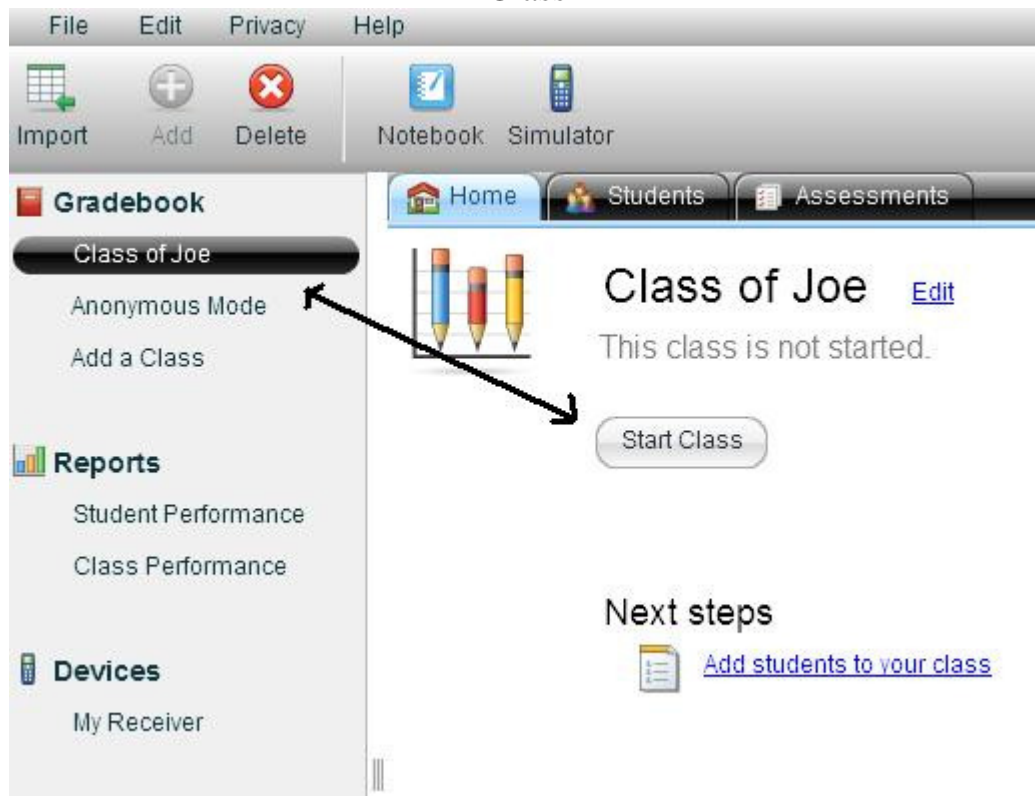 File Edit Privacy Help
Import Add Delete Notebook Simulator
Gradebook
Class of Joe
Anonymous Mode
Add a Class
Reports
Student Performance
Class Performance
Devices
My Receiver
Home Students Assessments
Class of Joe Edit
This class is not started.
Start Class
Next steps
Add students to your class